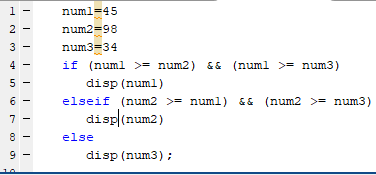 1 - num1=45
2 - num2=98
3 - num3=34
4 - if (num1 >= num2) && (num1 >= num3)
5 - disp(num1)
6 - elseif (num2 >= num1) && (num2 >= num3)
7 - disp(num2)
8 - else
9 - disp(num3);